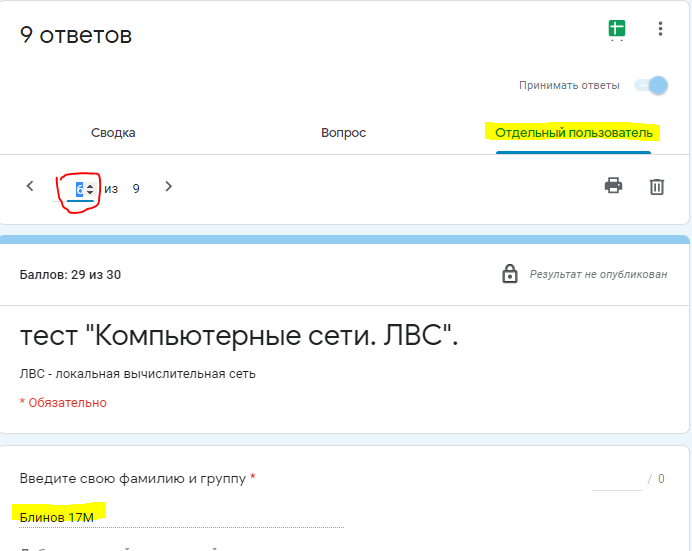 9 ответов
Принимать ответы
Сводка Вопрос Отдельный пользователь
6 из 9
Баллов: 29 из 30 Результат не опубликован
тест "Компьютерные сети. ЛВС".
ЛВС - локальная вычислительная сеть
* Обязательно
Введите свою фамилию и группу * / 0
Блинов 17М